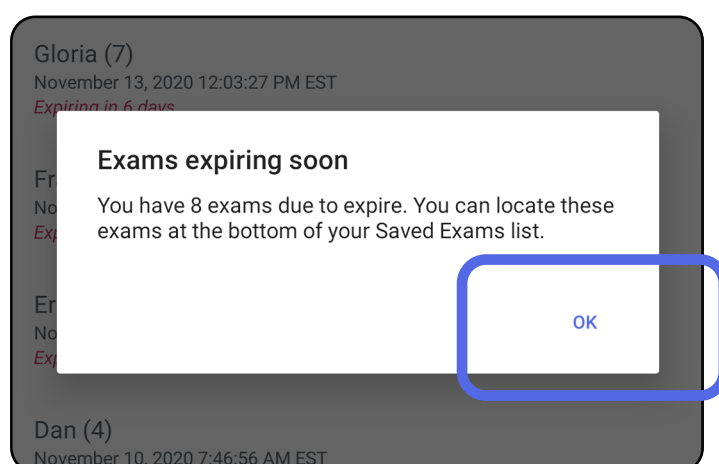 Gloria (7)
November 13, 2020 12:03:27 PM EST
Expiring in 6 days
Exams expiring soon
You have 8 exams due to expire. You can locate these
exams at the bottom of your Saved Exams list.
OK
Dan (4)
November 10, 2020 7:46:56 AM EST